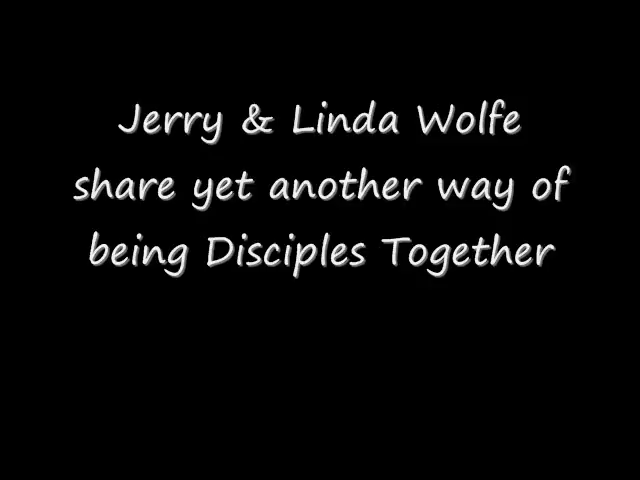 Jerry & Linda Wolfe
share yet another way of
being Disciples Together